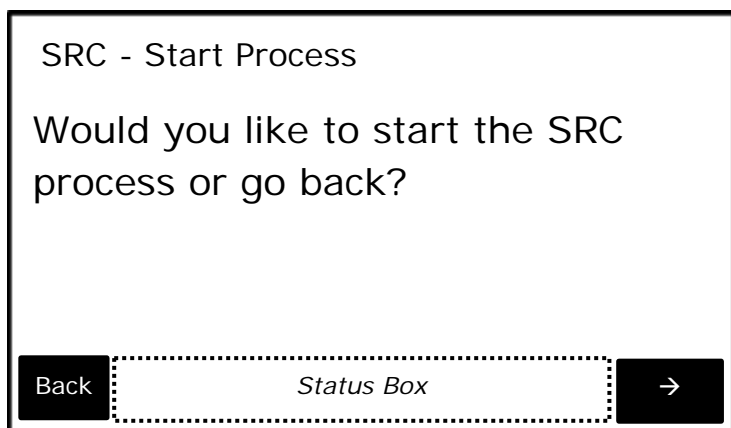 SRC - Start Process
Would you like to start the SRC
process or go back?
Back
Status Box
→